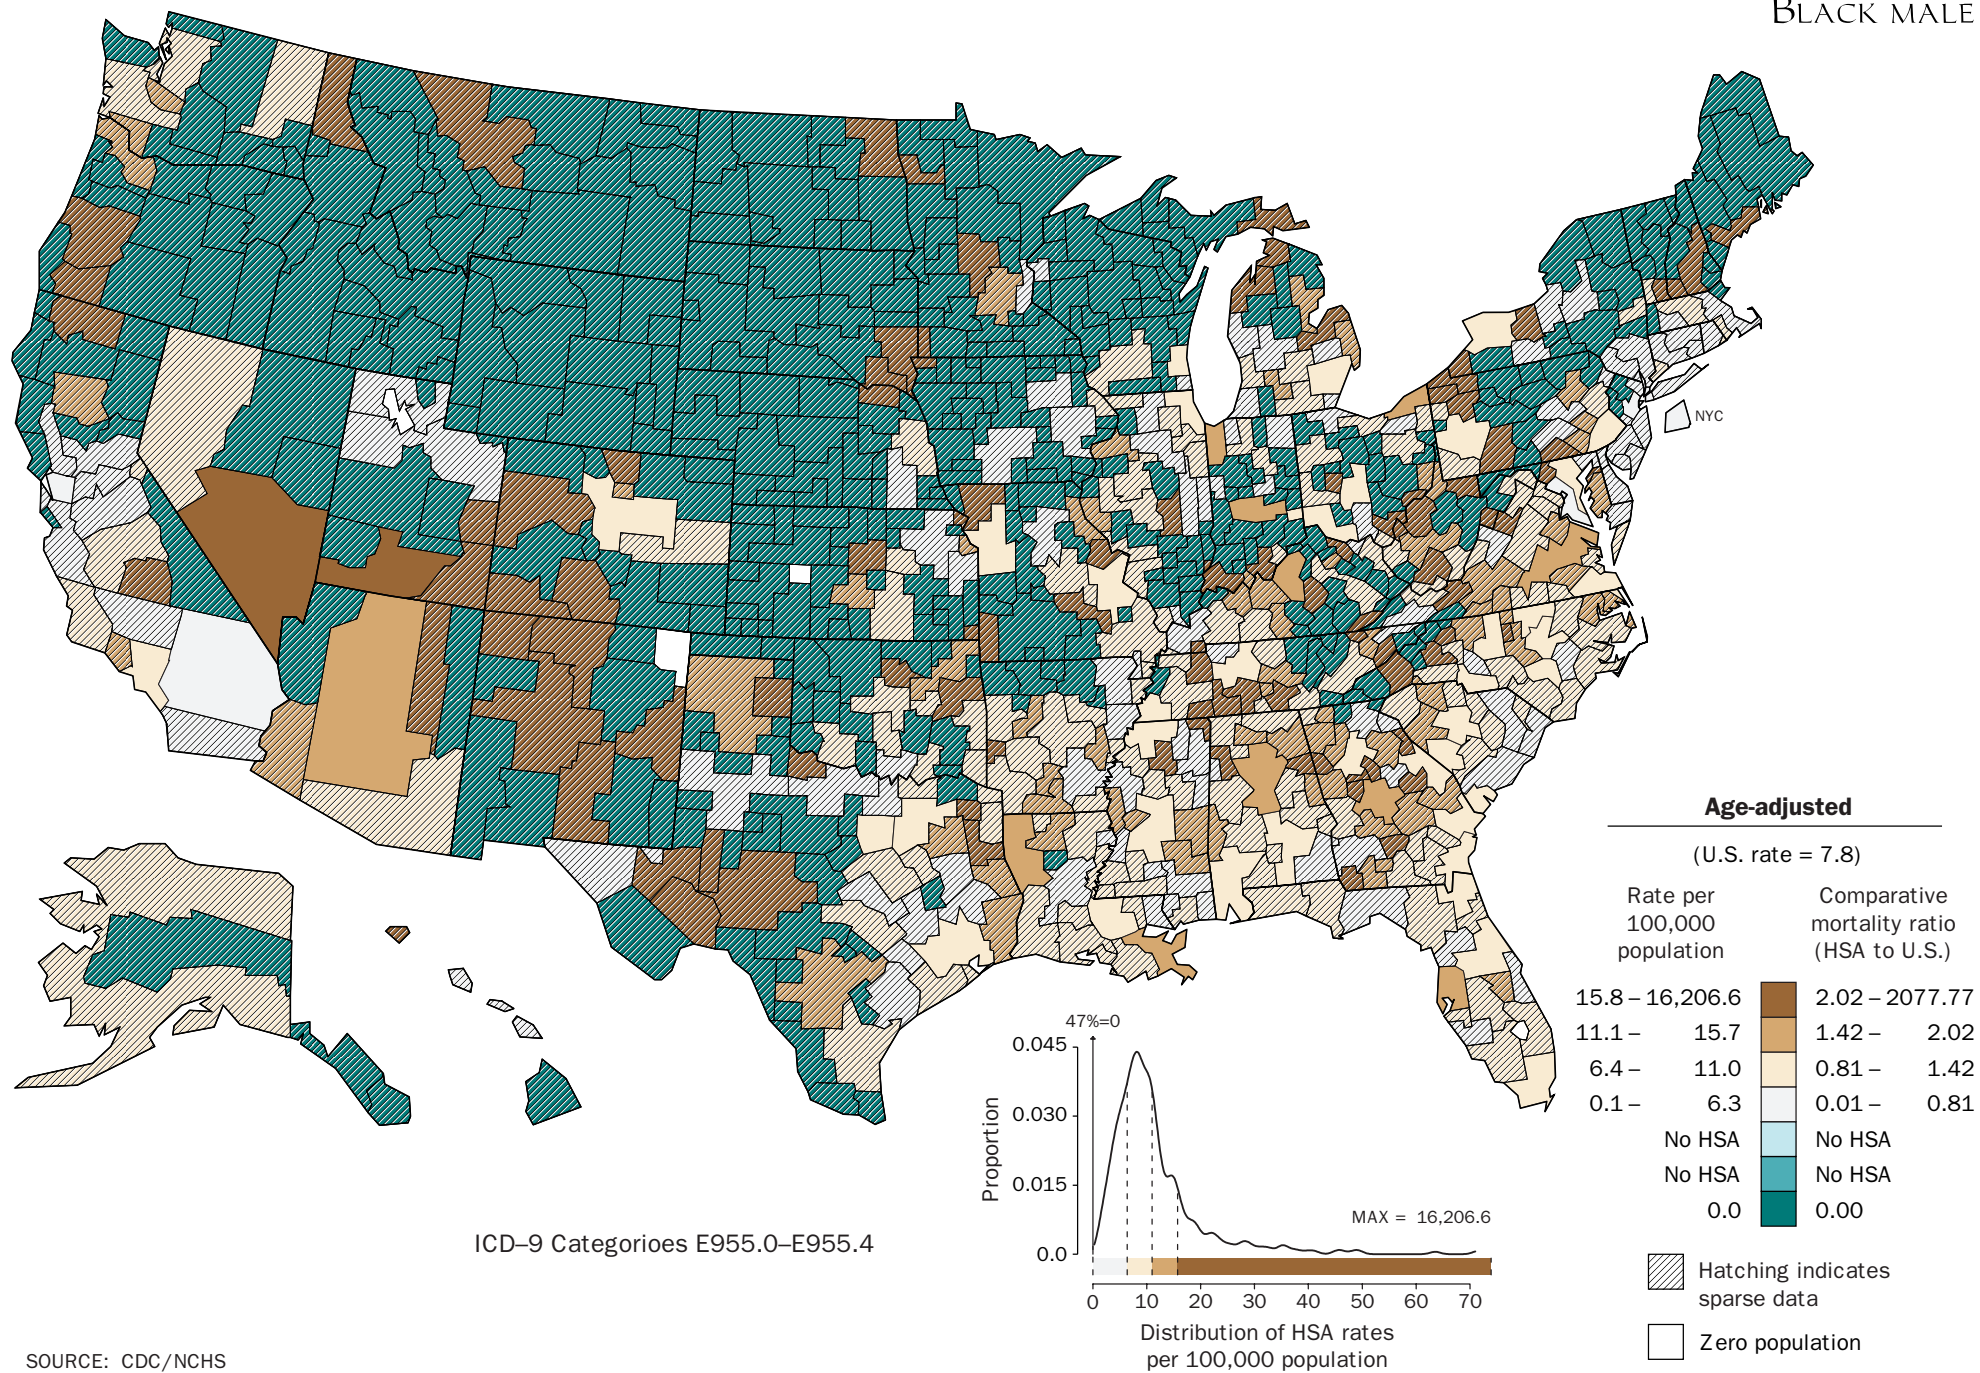 BLACK MALE
NYC
Age-adjusted
(U.S. rate = 7.8)
Rate per 100,000 population
Comparative mortality ratio (HSA to U.S.)
15.8 – 16,206.6 2.02 – 2077.77
11.1 – 15.7 1.42 – 2.02
6.4 – 11.0 0.81 – 1.42
0.1 – 6.3 0.01 – 0.81
No HSA No HSA
No HSA No HSA
0.0 0.00
Hatching indicates
sparse data
Zero population
47%=0
0.045
0.030
0.015
0.0
Proportion
MAX = 16,206.6
0 10 20 30 40 50 60 70
Distribution of HSA rates
per 100,000 population
ICD–9 Categorioes E955.0–E955.4
SOURCE: CDC/NCHS